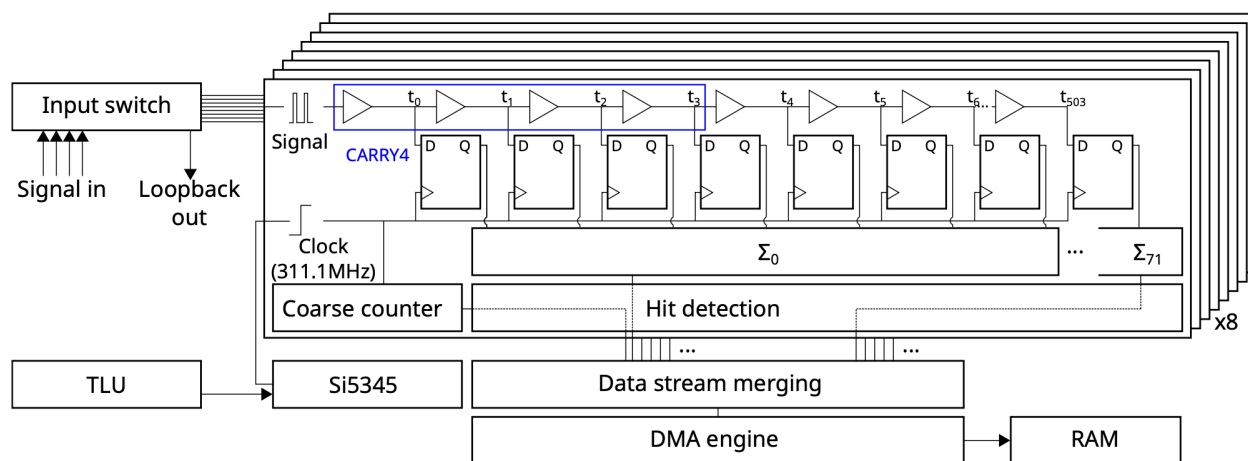 Input switch
Signal in
Loopback
out
Signal
CARRY4
t₀ t₁ t₂ t₃ t₄ t₅ t₆ ... t₅₀₃
D Q D Q D Q D Q D Q D Q D Q D Q
Clock
(311.1MHz)
Σ₀ ... Σ₇₁
Coarse counter
Hit detection
x8
... ...
TLU
Si5345
Data stream merging
DMA engine
RAM